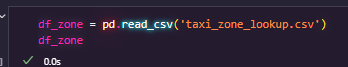 df_zone = pd.read_csv('taxi_zone_lookup.csv')
df_zone
✓ 0.0s